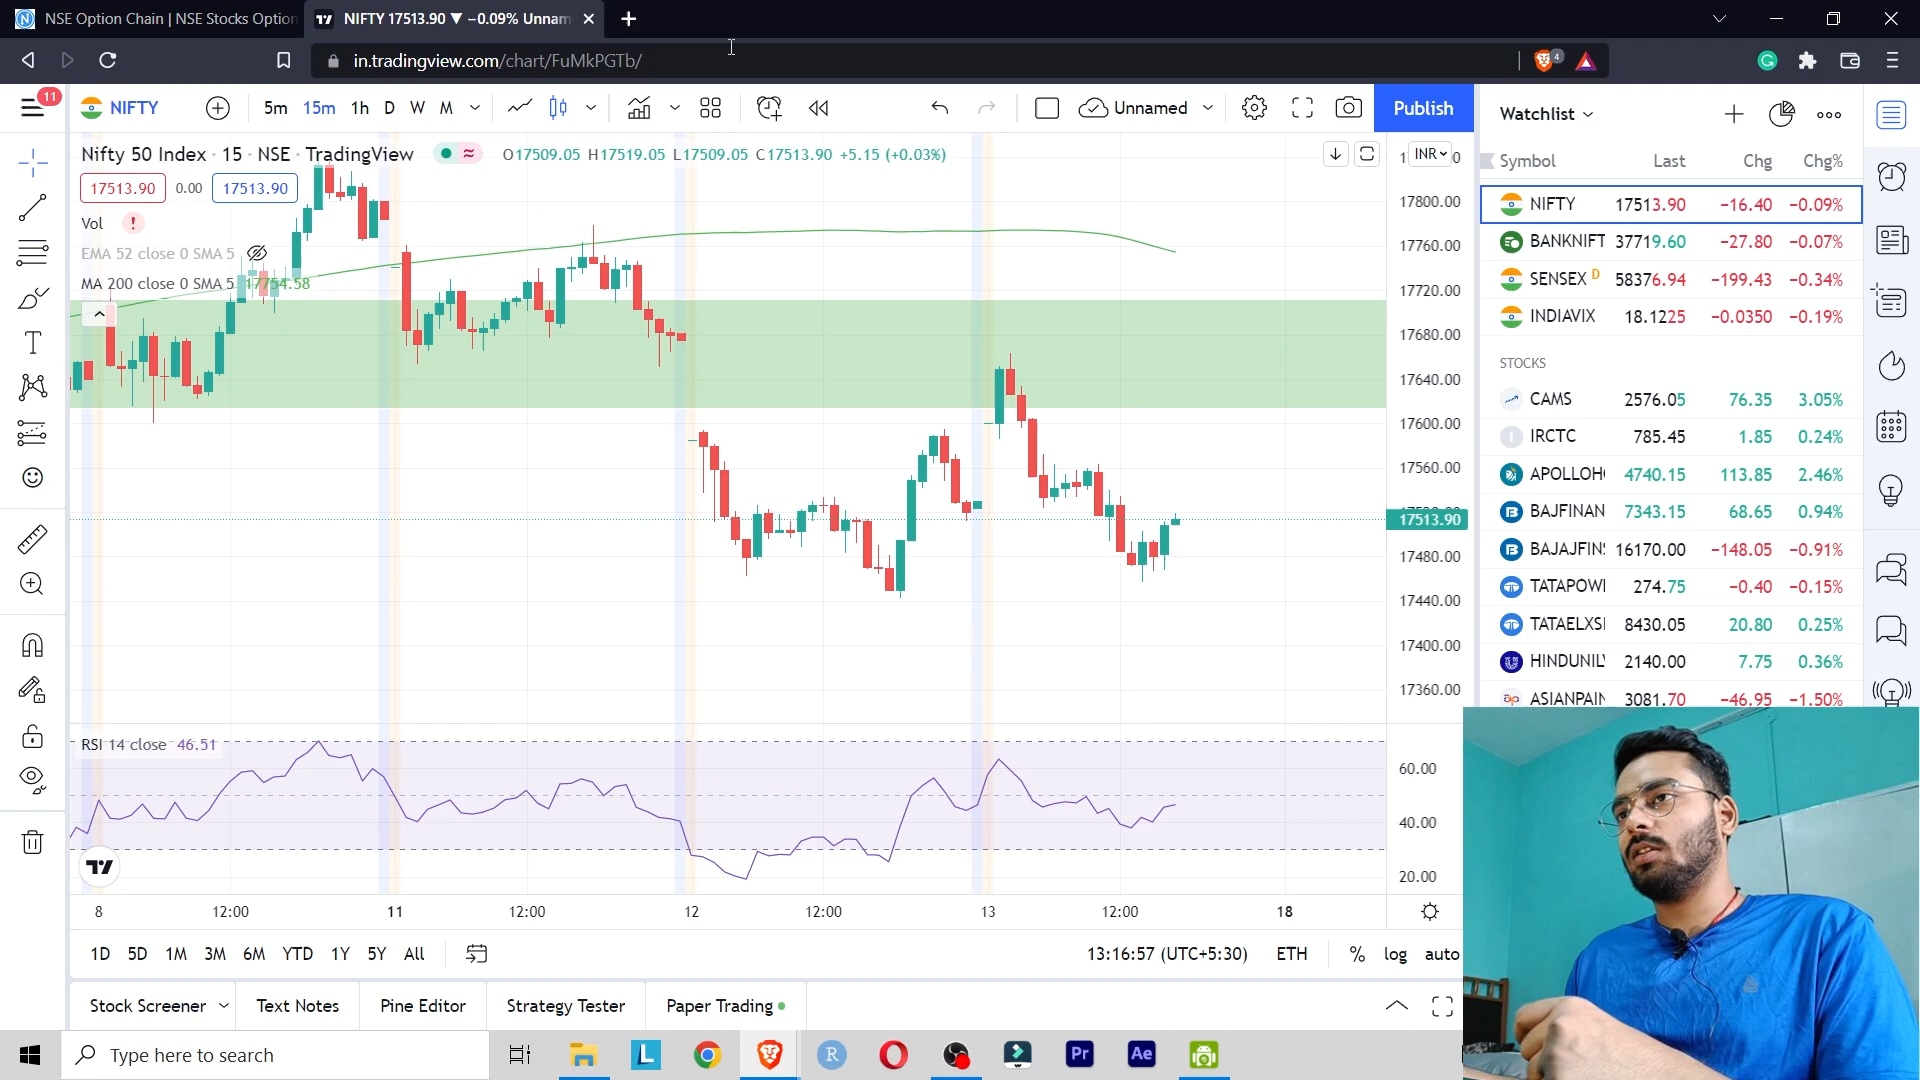 NSE Option Chain | NSE Stocks Option
NIFTY 17513.90 ▼ −0.09% Unnam
in.tradingview.com/chart/FuMkPGTb/
4
11
NIFTY
5m 15m 1h D W M
Unnamed
Publish
Nifty 50 Index · 15 · NSE · TradingView
O17509.05 H17519.05 L17509.05 C17513.90 +5.15 (+0.03%)
INR
17513.90 0.00 17513.90
Vol
EMA 52 close 0 SMA 5
MA 200 close 0 SMA 5 17754.58
17800.00
17760.00
17720.00
17680.00
17640.00
17600.00
17560.00
17513.90
17480.00
17440.00
17400.00
17360.00
RSI 14 close 46.51
60.00
40.00
20.00
8 12:00 11 12:00 12 12:00 13 12:00 18
1D 5D 1M 3M 6M YTD 1Y 5Y All
13:16:57 (UTC+5:30) ETH % log auto
Stock Screener Text Notes Pine Editor Strategy Tester Paper Trading
Watchlist
Symbol Last Chg Chg%
NIFTY 17513.90 −16.40 −0.09%
BANKNIFT 37719.60 −27.80 −0.07%
SENSEX D 58376.94 −199.43 −0.34%
INDIAVIX 18.1225 −0.0350 −0.19%
STOCKS
CAMS 2576.05 76.35 3.05%
IRCTC 785.45 1.85 0.24%
APOLLOH 4740.15 113.85 2.46%
BAJFINAN 7343.15 68.65 0.94%
BAJAJFIN 16170.00 −148.05 −0.91%
TATAPOW 274.75 −0.40 −0.15%
TATAELXS 8430.05 20.80 0.25%
HINDUNIL 2140.00 7.75 0.36%
ASIANPAIN 3081.70 −46.95 −1.50%
Type here to search
L
R
Pr
Ae